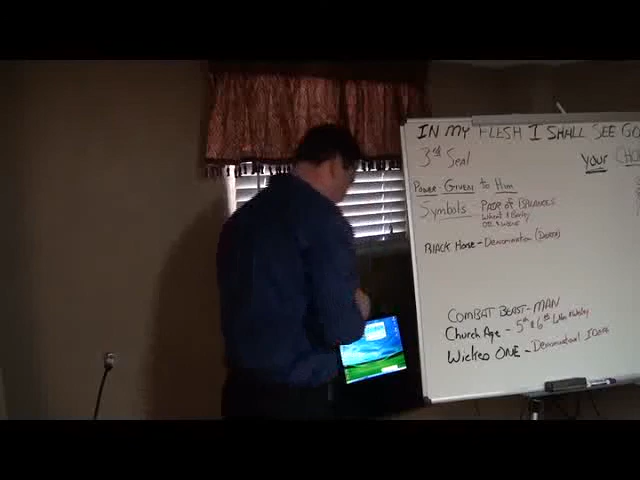 IN MY FLESH I SHALL SEE GO
3rd Seal
YOUR CHO
Power Given to Him
Symbols - PAIR OF BALANCES
Wheat & Barley
OIL & WINE
BLACK Horse - Denomination (DEATH)
COMBAT BEAST - MAN
Church Age - 5th & 6th
WICKED ONE - Denominational